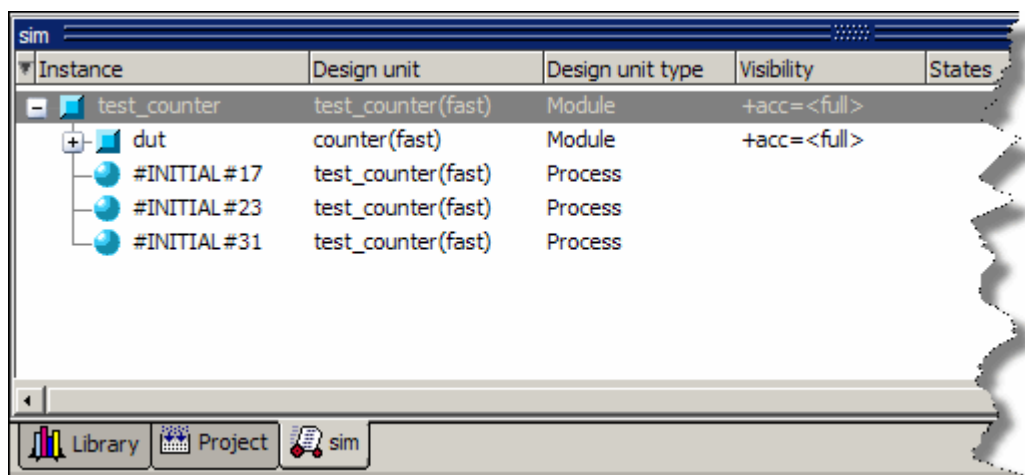 sim
Instance Design unit Design unit type Visibility States
test_counter test_counter(fast) Module +acc=<full>
dut counter(fast) Module +acc=<full>
#INITIAL#17 test_counter(fast) Process
#INITIAL#23 test_counter(fast) Process
#INITIAL#31 test_counter(fast) Process
Library Project sim